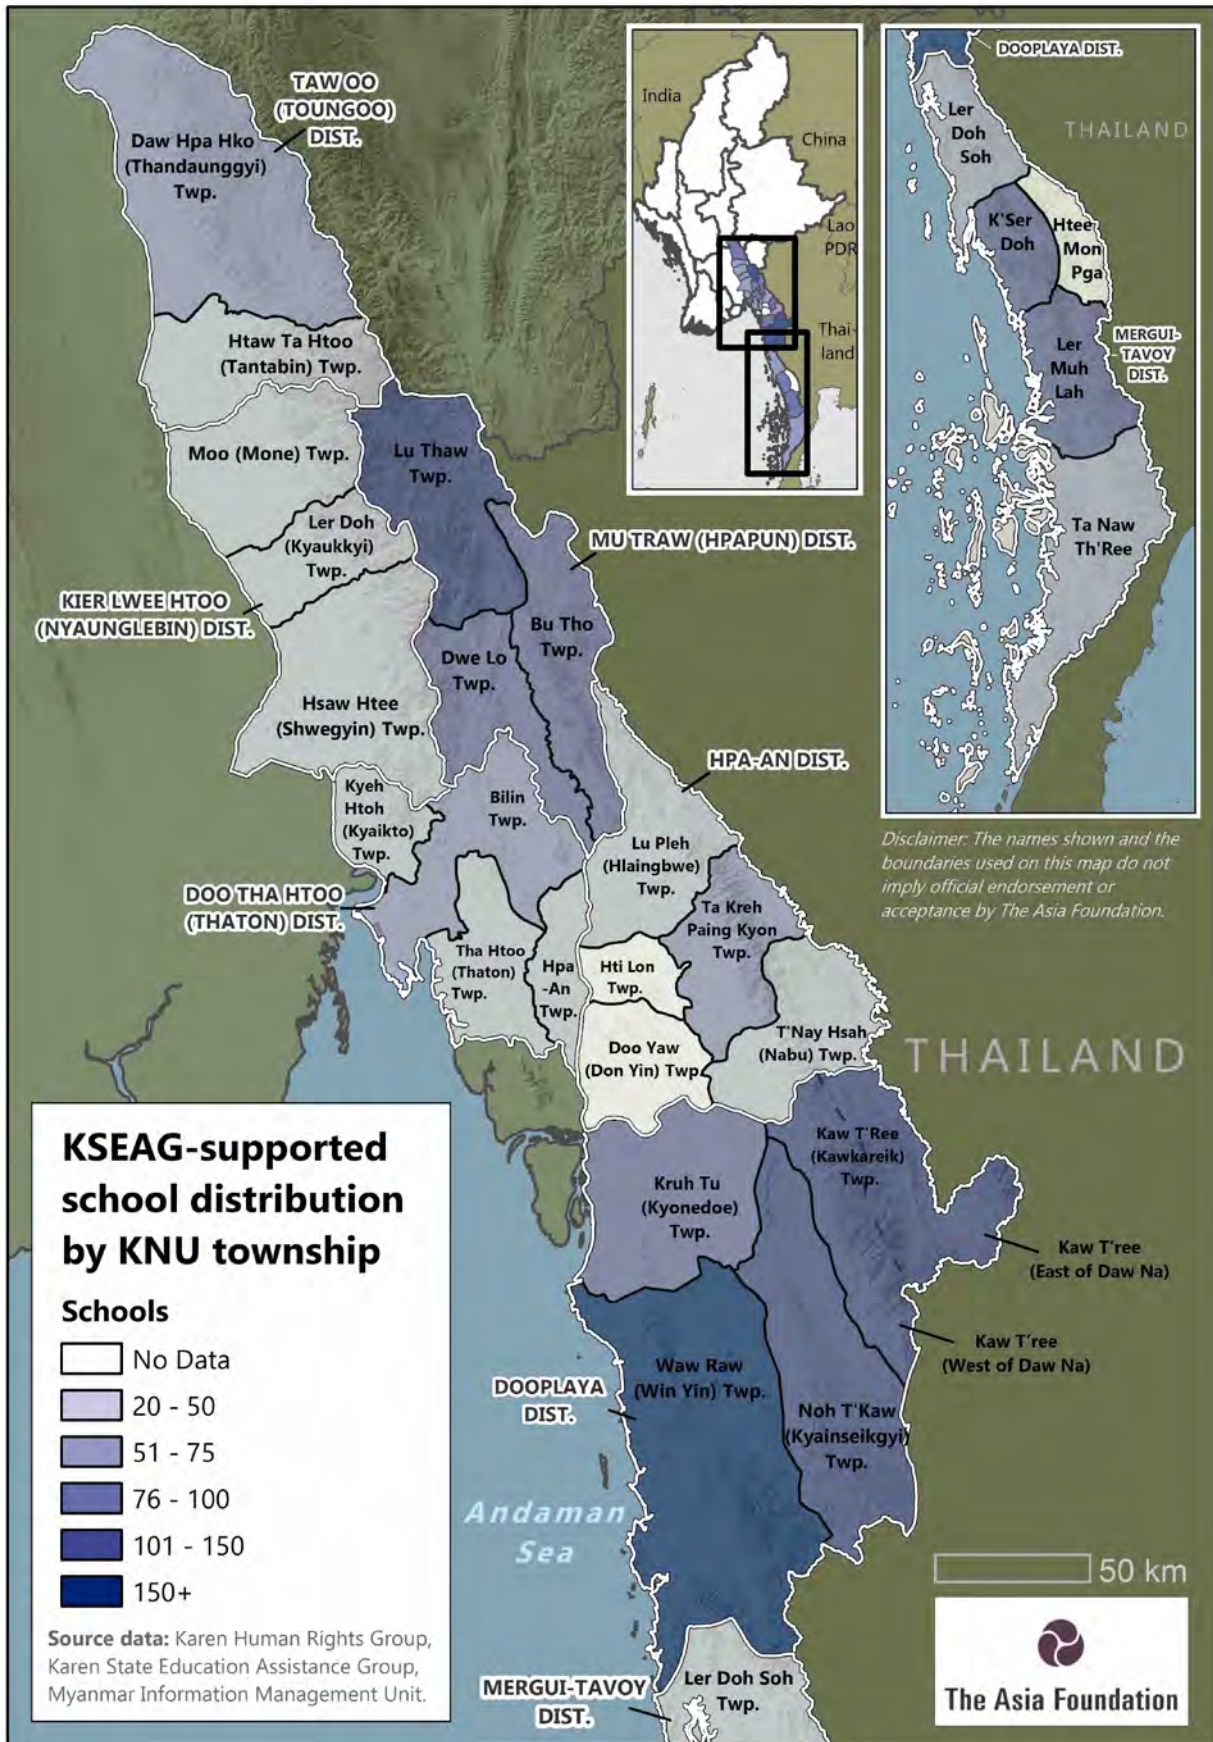 TAW OO
(TOUNGOO)
DIST.
Daw Hpa Hko
(Thandaunggyi)
Twp.
Htaw Ta Htoo
(Tantabin) Twp.
Moo (Mone) Twp.
Lu Thaw
Twp.
Ler Doh
(Kyaukkyi)
Twp.
MU TRAW (HPAPUN) DIST.
KIER LWEE HTOO
(NYAUNGLEBIN) DIST.
Bu Tho
Twp.
Dwe Lo
Twp.
Hsaw Htee
(Shwegyin) Twp.
HPA-AN DIST.
Kyeh
Htoh
(Kyaikto)
Twp.
Bilin
Twp.
Lu Pleh
(Hlaingbwe)
Twp.
DOO THA HTOO
(THATON) DIST.
Ta Kreh
Paing Kyon
Twp.
Tha Htoo
(Thaton)
Twp.
Hpa
-An
Twp.
Hti Lon
Twp.
T'Nay Hsah
(Nabu) Twp.
Doo Yaw
(Don Yin) Twp.
THAILAND
Kaw T'Ree
(Kawkareik)
Twp.
Kruh Tu
(Kyonedoe)
Twp.
Kaw T'ree
(East of Daw Na)
Kaw T'ree
(West of Daw Na)
Waw Raw
(Win Yin) Twp.
DOOPLAYA
DIST.
Noh T'Kaw
(Kyainseikgyi)
Twp.
Andaman
Sea
Ler Doh Soh
Twp.
MERGUI-TAVOY
DIST.
India
China
Lao
PDR
Thai-
land
DOOPLAYA DIST.
Ler
Doh
Soh
THAILAND
K'Ser
Doh
Htee
Mon
Pga
MERGUI-
TAVOY
DIST.
Ler
Muh
Lah
Ta Naw
Th'Ree
Disclaimer: The names shown and the
boundaries used on this map do not
imply official endorsement or
acceptance by The Asia Foundation.
KSEAG-supported
school distribution
by KNU township
Schools
No Data
20 - 50
51 - 75
76 - 100
101 - 150
150+
Source data: Karen Human Rights Group,
Karen State Education Assistance Group,
Myanmar Information Management Unit.
50 km
The Asia Foundation